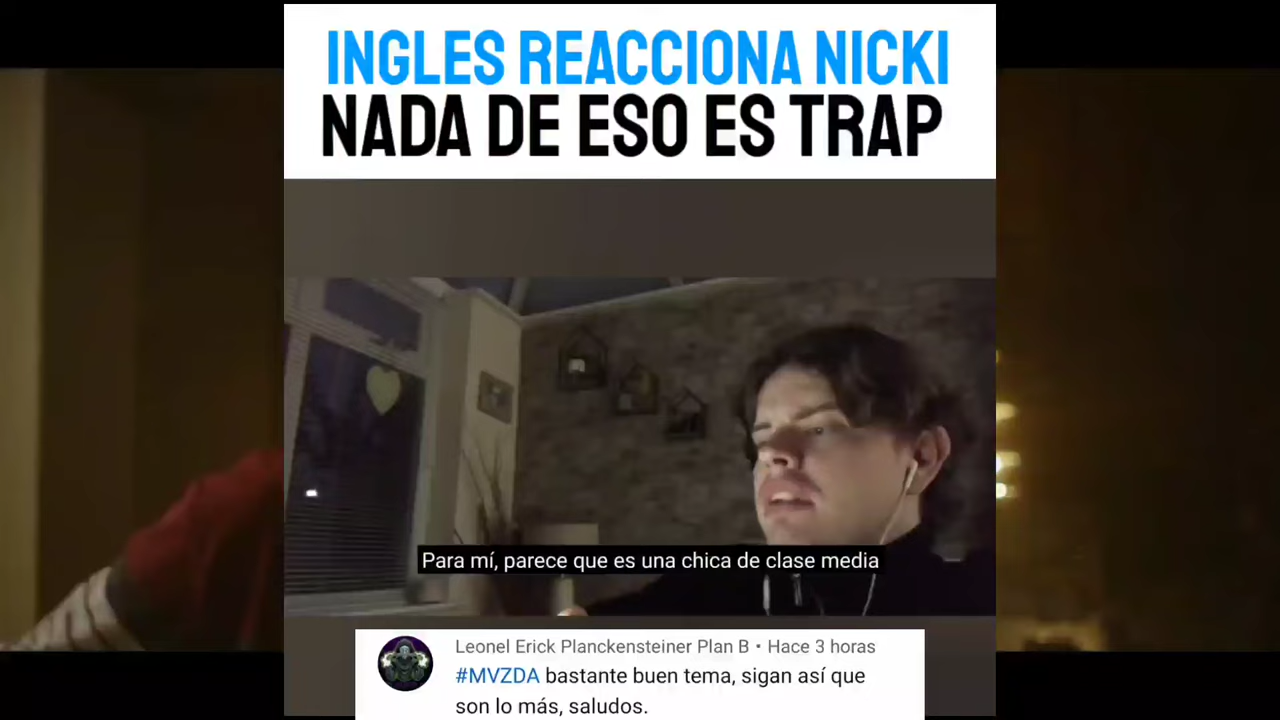 INGLES REACCIONA NICKI
NADA DE ESO ES TRAP
Para mí, parece que es una chica de clase media
Leonel Erick Planckensteiner Plan B • Hace 3 horas
#MVZDA bastante buen tema, sigan así que
son lo más, saludos.